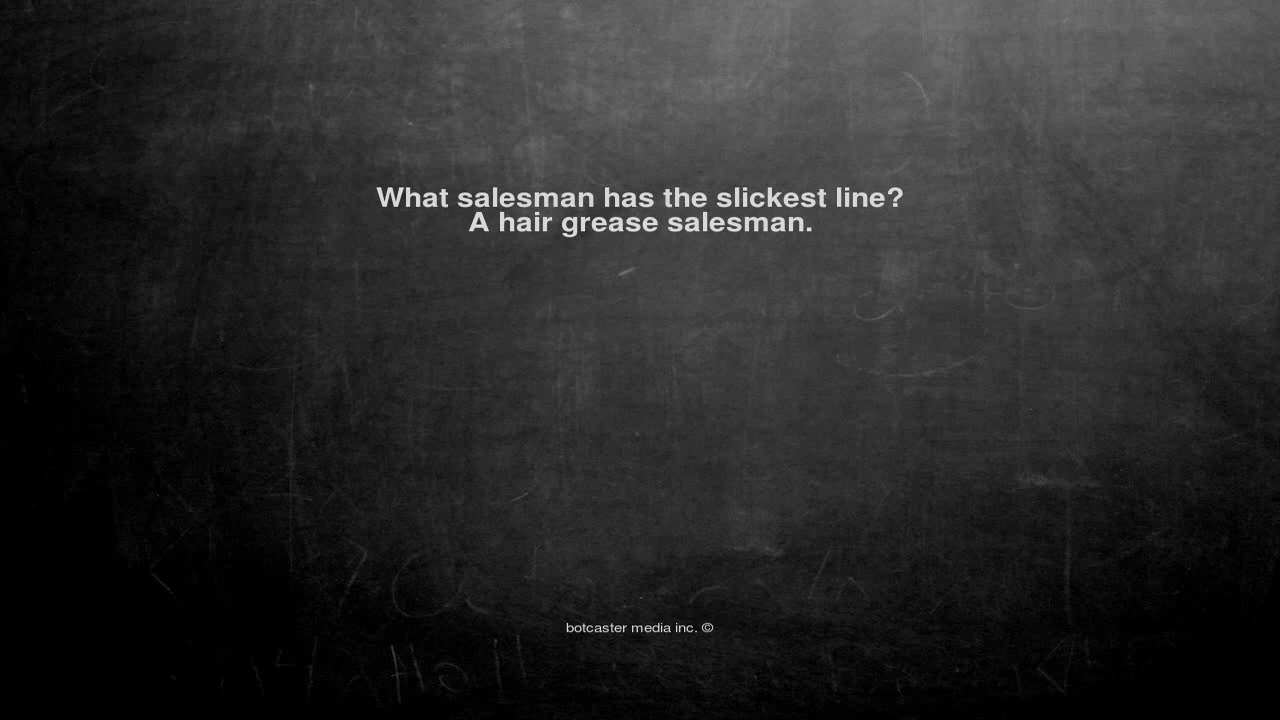 What salesman has the slickest line?
A hair grease salesman.
botcaster media inc. ©